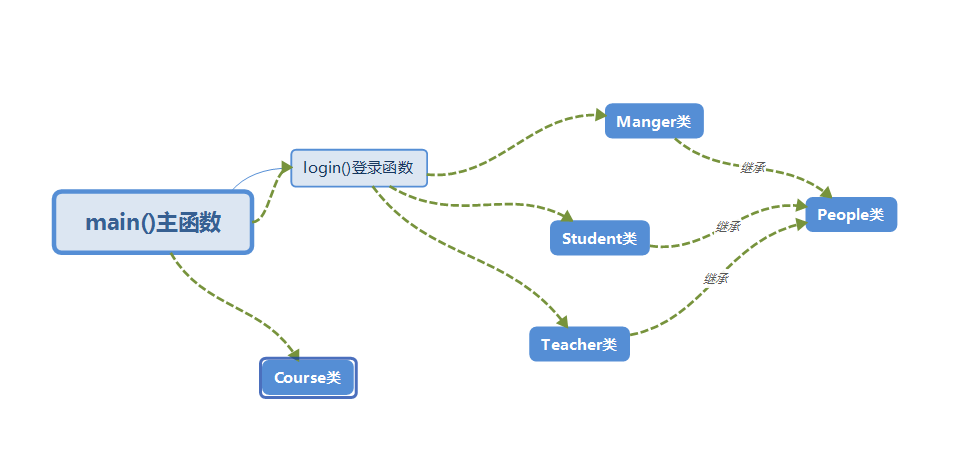 Manger类
login()登录函数
继承
main()主函数
People类
继承
Student类
继承
Teacher类
Course类